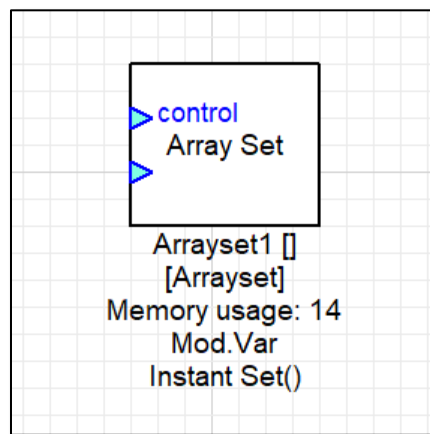 control
Array Set
Arrayset1 []
[Arrayset]
Memory usage: 14
Mod.Var
Instant Set()